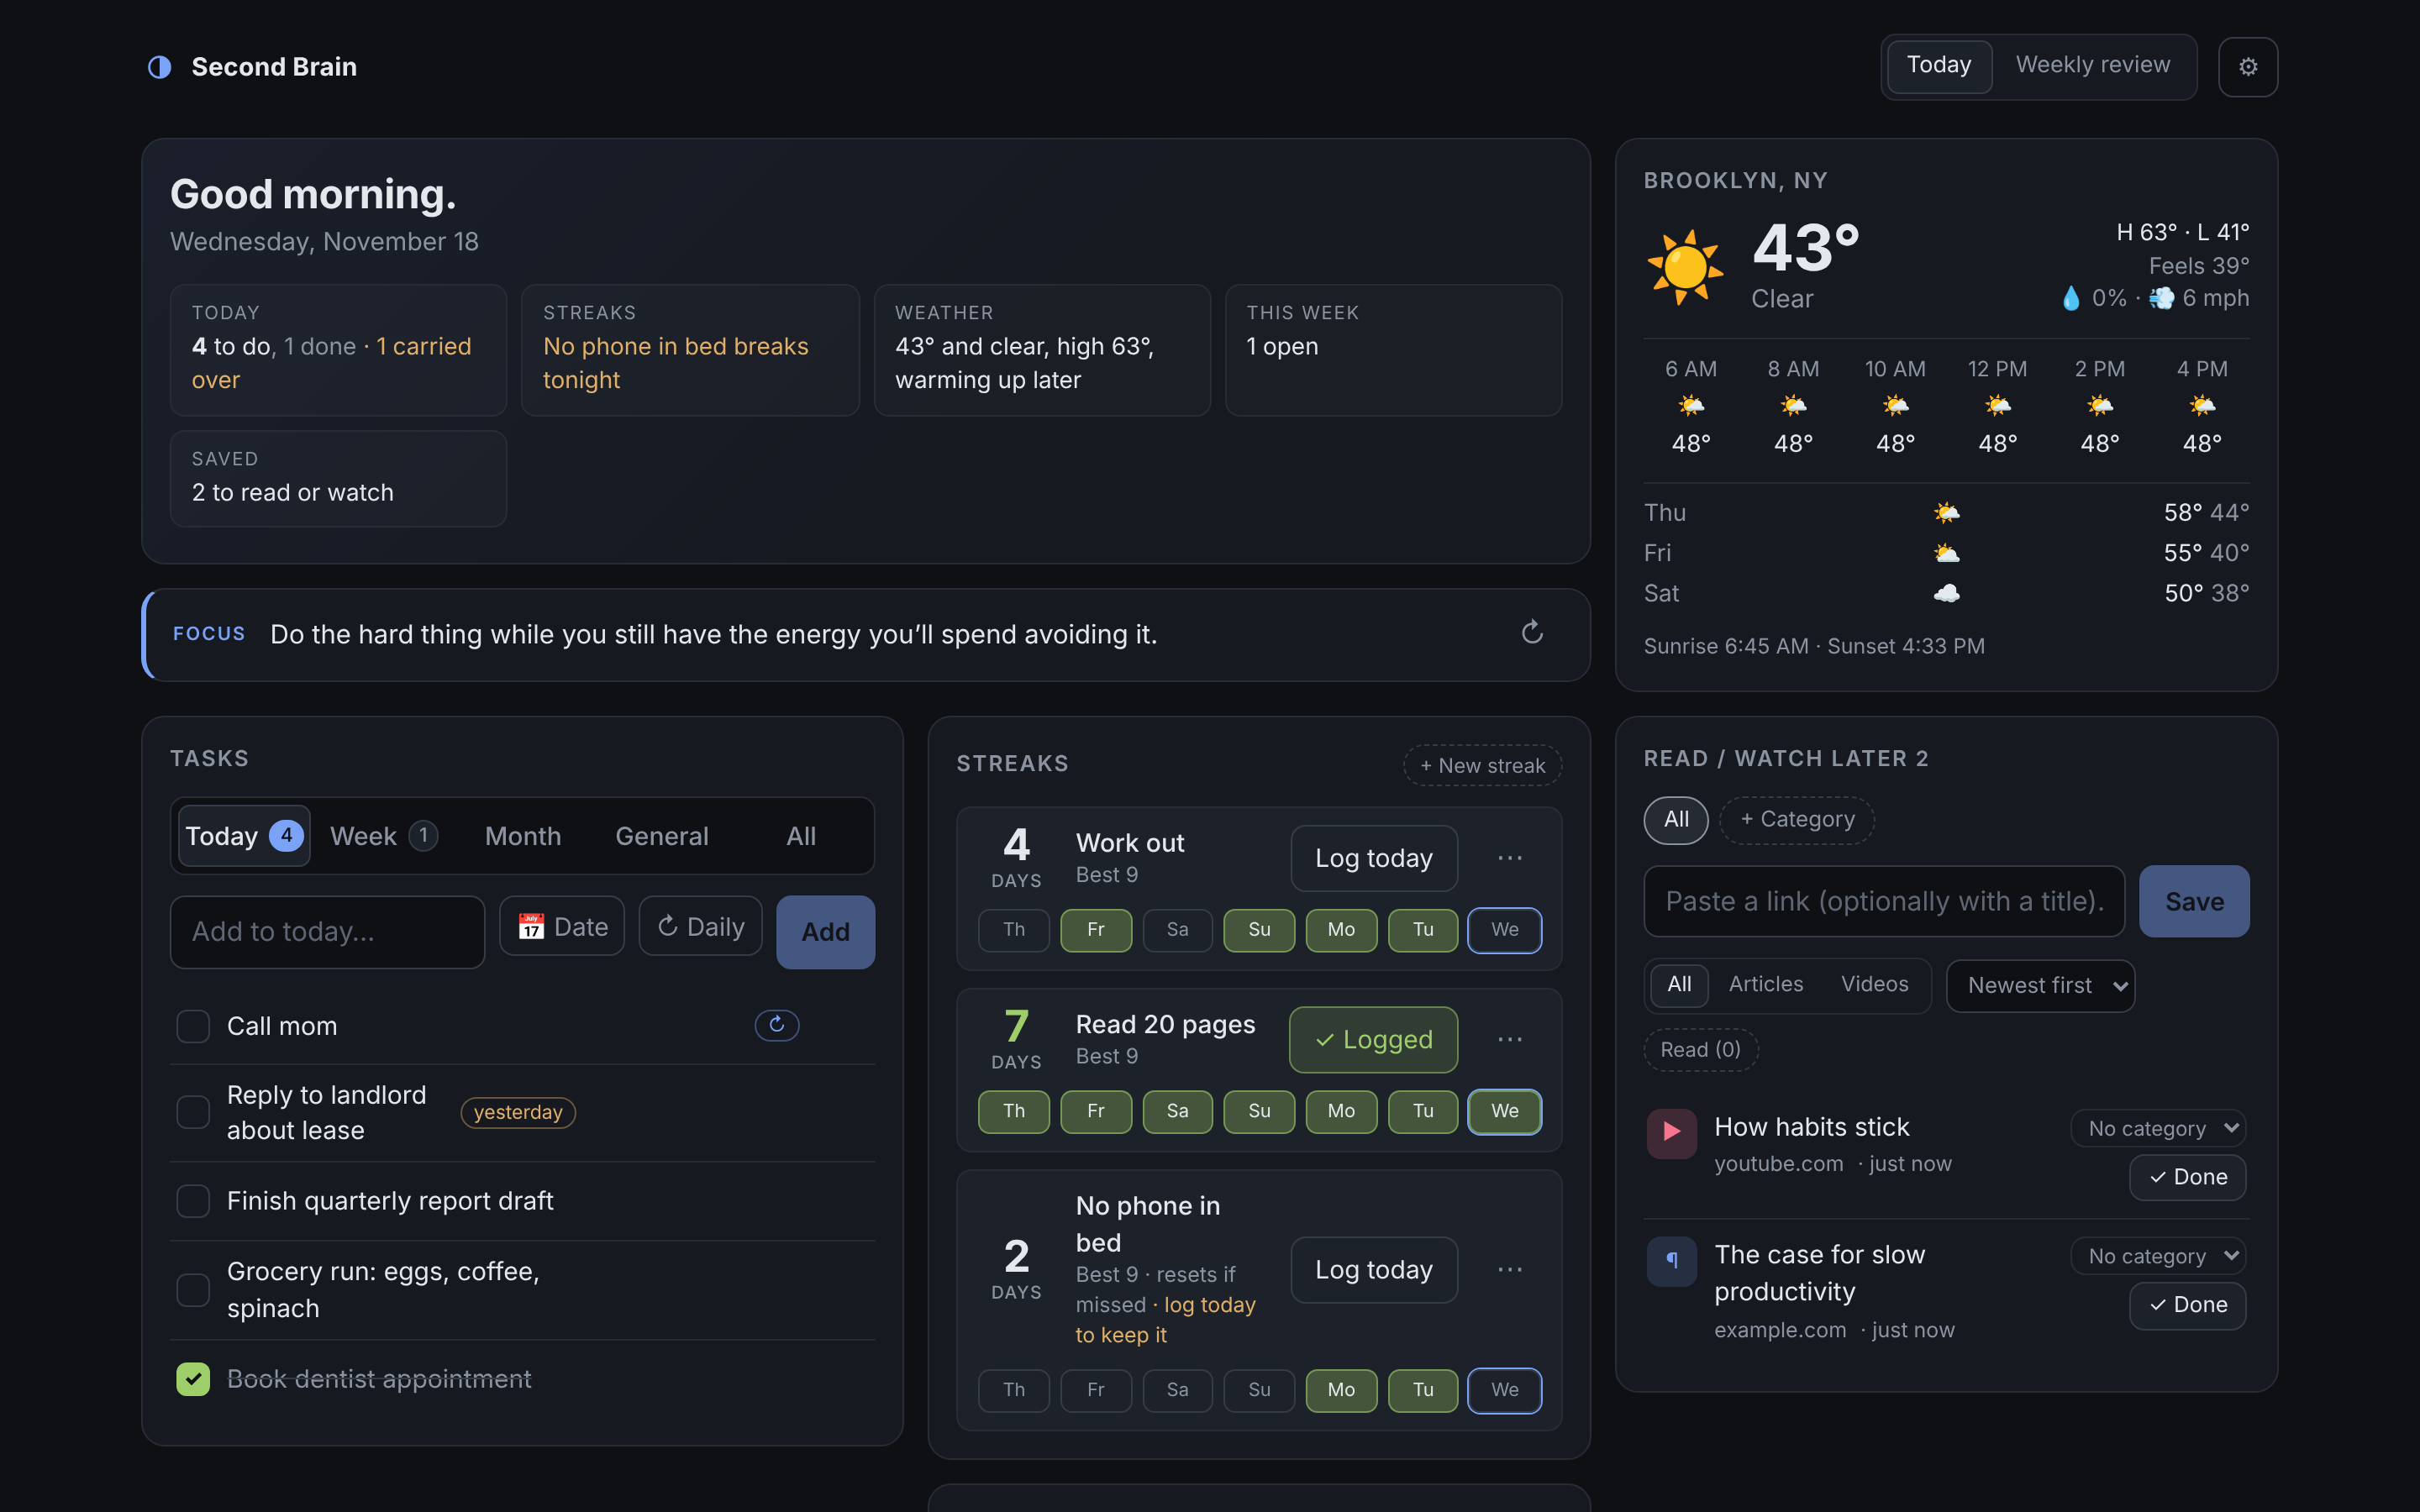 Second Brain
Today
Weekly review
Good morning.
Wednesday, November 18
TODAY
4 to do, 1 done · 1 carried
over
STREAKS
No phone in bed breaks
tonight
WEATHER
43° and clear, high 63°,
warming up later
THIS WEEK
1 open
SAVED
2 to read or watch
FOCUS
Do the hard thing while you still have the energy you’ll spend avoiding it.
BROOKLYN, NY
43°
Clear
H 63° · L 41°
Feels 39°
0% · 6 mph
6 AM 8 AM 10 AM 12 PM 2 PM 4 PM
48° 48° 48° 48° 48° 48°
Thu 58° 44°
Fri 55° 40°
Sat 50° 38°
Sunrise 6:45 AM · Sunset 4:33 PM
TASKS
Today 4 Week 1 Month General All
Add to today...
Date
Daily
Add
Call mom
Reply to landlord
about lease
yesterday
Finish quarterly report draft
Grocery run: eggs, coffee,
spinach
Book dentist appointment
STREAKS
+ New streak
4
DAYS
Work out
Best 9
Log today
...
Th Fr Sa Su Mo Tu We
7
DAYS
Read 20 pages
Best 9
✓ Logged
...
Th Fr Sa Su Mo Tu We
2
DAYS
No phone in
bed
Best 9 · resets if
missed · log today
to keep it
Log today
...
Th Fr Sa Su Mo Tu We
READ / WATCH LATER 2
All
+ Category
Paste a link (optionally with a title).
Save
All Articles Videos
Newest first
Read (0)
How habits stick
youtube.com · just now
No category
✓ Done
¶
The case for slow
productivity
example.com · just now
No category
✓ Done